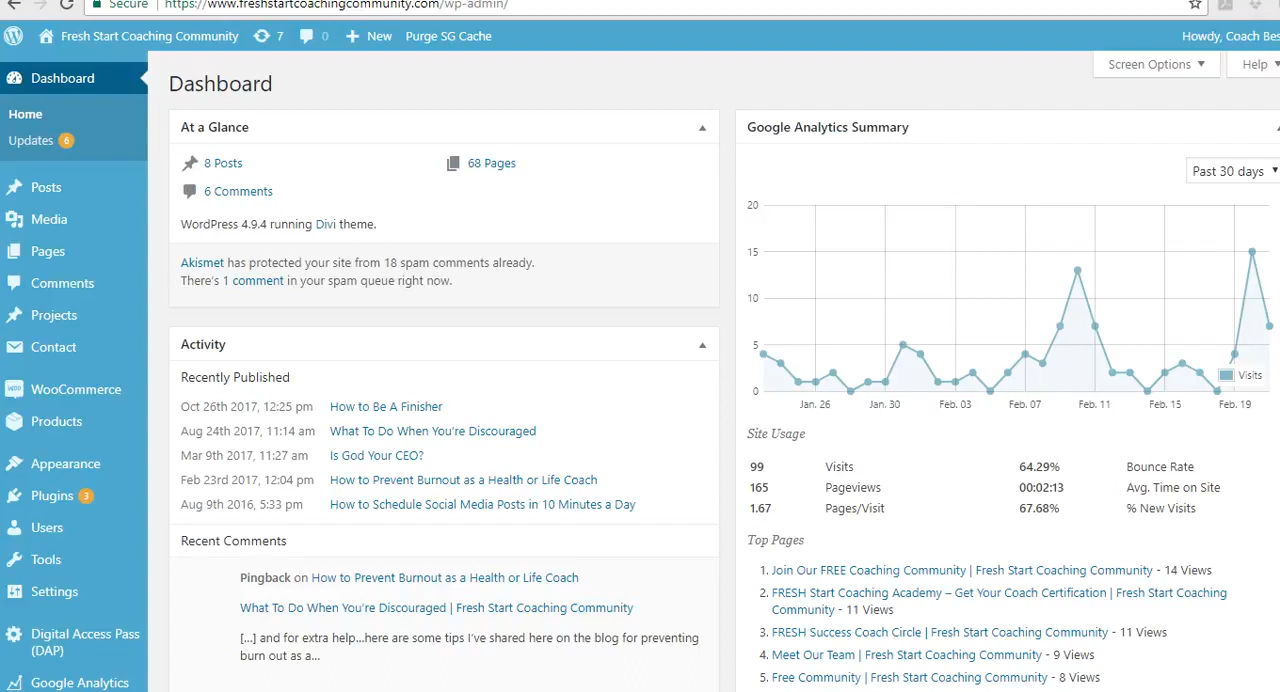 Secure | https://www.freshstartcoachingcommunity.com/wp-admin/
Fresh Start Coaching Community 7 0 New Purge SG Cache Howdy, Coach Bes
Screen Options ▼ Help ▼
Dashboard
Home
Updates 6
Posts
Media
Pages
Comments
Projects
Contact
WooCommerce
Products
Appearance
Plugins 3
Users
Tools
Settings
Digital Access Pass
(DAP)
Google Analytics
Dashboard
At a Glance
8 Posts 68 Pages
6 Comments
WordPress 4.9.4 running Divi theme.
Akismet has protected your site from 18 spam comments already.
There's 1 comment in your spam queue right now.
Activity
Recently Published
Oct 26th 2017, 12:25 pm How to Be A Finisher
Aug 24th 2017, 11:14 am What To Do When You're Discouraged
Mar 9th 2017, 11:27 am Is God Your CEO?
Feb 23rd 2017, 12:04 pm How to Prevent Burnout as a Health or Life Coach
Aug 9th 2016, 5:33 pm How to Schedule Social Media Posts in 10 Minutes a Day
Recent Comments
Pingback on How to Prevent Burnout as a Health or Life Coach
What To Do When You're Discouraged | Fresh Start Coaching Community
[...] and for extra help...here are some tips I've shared here on the blog for preventing
burn out as a...
Google Analytics Summary
Past 30 days
20
15
10
5
0
Visits
Jan. 26 Jan. 30 Feb. 03 Feb. 07 Feb. 11 Feb. 15 Feb. 19
Site Usage
99 Visits 64.29% Bounce Rate
165 Pageviews 00:02:13 Avg. Time on Site
1.67 Pages/Visit 67.68% % New Visits
Top Pages
1. Join Our FREE Coaching Community | Fresh Start Coaching Community - 14 Views
2. FRESH Start Coaching Academy – Get Your Coach Certification | Fresh Start Coaching
Community - 11 Views
3. FRESH Success Coach Circle | Fresh Start Coaching Community - 11 Views
4. Meet Our Team | Fresh Start Coaching Community - 9 Views
5. Free Community | Fresh Start Coaching Community - 8 Views